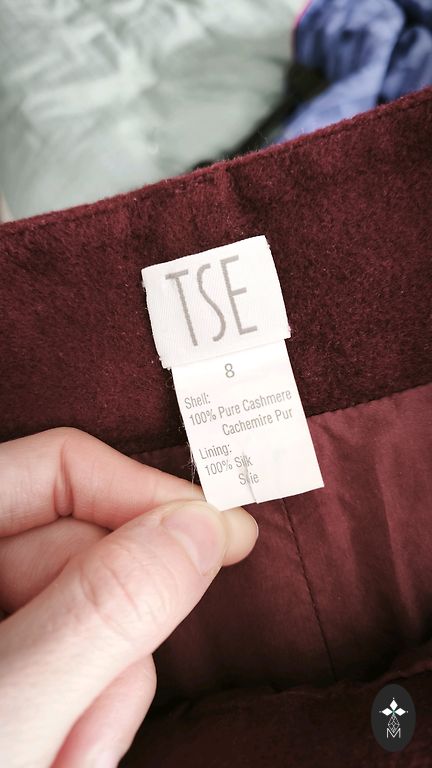 TSE
8
Shell:
100% Pure Cashmere
Cachemire Pur
Lining:
100% Silk
Soie
M